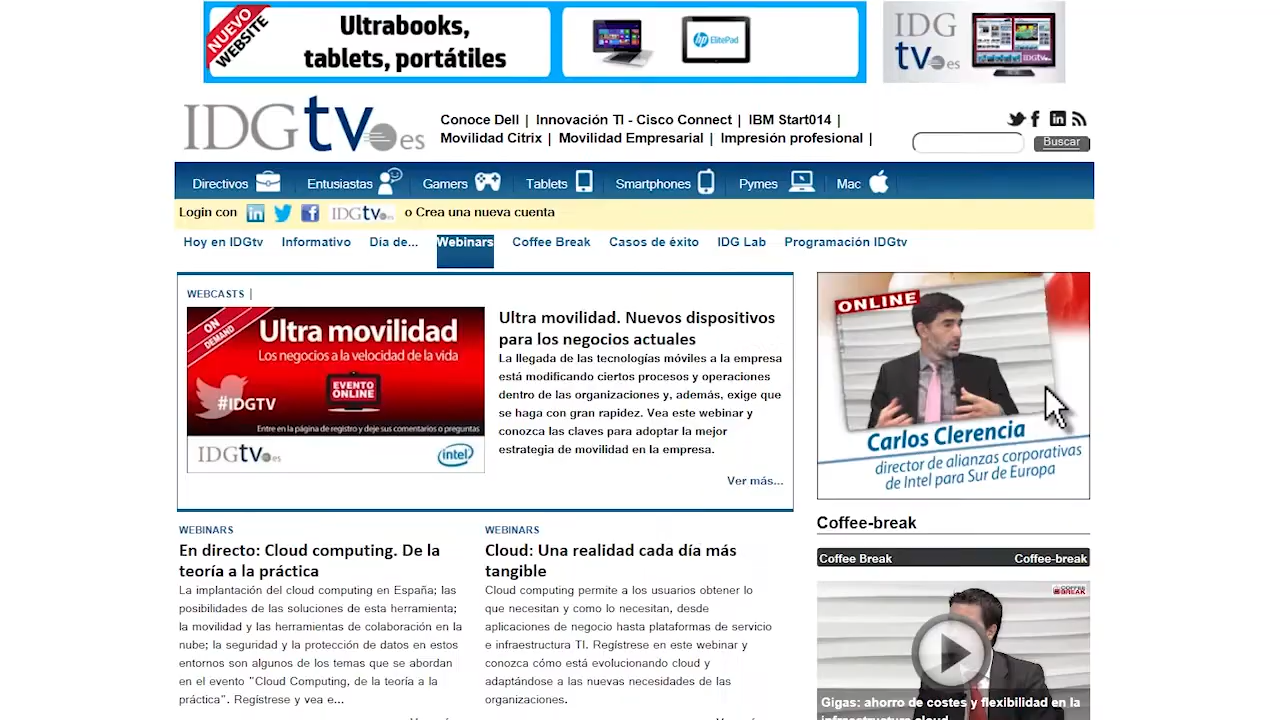 NUEVO
WEBSITE
Ultrabooks,
tablets, portátiles
hp ElitePad
IDG
tv.es
IDGtv.es
Conoce Dell | Innovación TI - Cisco Connect | IBM Start014 |
Movilidad Citrix | Movilidad Empresarial | Impresión profesional |
Buscar
Directivos Entusiastas Gamers Tablets Smartphones Pymes Mac
Login con IDGtv.es o Crea una nueva cuenta
Hoy en IDGtv Informativo Día de... Webinars Coffee Break Casos de éxito IDG Lab Programación IDGtv
WEBCASTS |
ON
DEMAND
Ultra movilidad
Los negocios a la velocidad de la vida
EVENTO
ONLINE
#IDGTV
Entre en la página de registro y deje sus comentarios o preguntas
IDGtv.es
intel
Ultra movilidad. Nuevos dispositivos
para los negocios actuales
La llegada de las tecnologías móviles a la empresa
está modificando ciertos procesos y operaciones
dentro de las organizaciones y, además, exige que
se haga con gran rapidez. Vea este webinar y
conozca las claves para adoptar la mejor
estrategia de movilidad en la empresa.
Ver más...
ONLINE
Carlos Clerencia
director de alianzas corporativas
de Intel para Sur de Europa
WEBINARS
En directo: Cloud computing. De la
teoría a la práctica
La implantación del cloud computing en España; las
posibilidades de las soluciones de esta herramienta;
la movilidad y las herramientas de colaboración en la
nube; la seguridad y la protección de datos en estos
entornos son algunos de los temas que se abordan
en el evento "Cloud Computing, de la teoría a la
práctica". Regístrese y vea e...
WEBINARS
Cloud: Una realidad cada día más
tangible
Cloud computing permite a los usuarios obtener lo
que necesitan y como lo necesitan, desde
aplicaciones de negocio hasta plataformas de servicio
e infraestructura TI. Regístrese en este webinar y
conozca cómo está evolucionando cloud y
adaptándose a las nuevas necesidades de las
organizaciones.
Coffee-break
Coffee Break Coffee-break
COFFEE
BREAK
Gigas: ahorro de costes y flexibilidad en la
infraestructura cloud